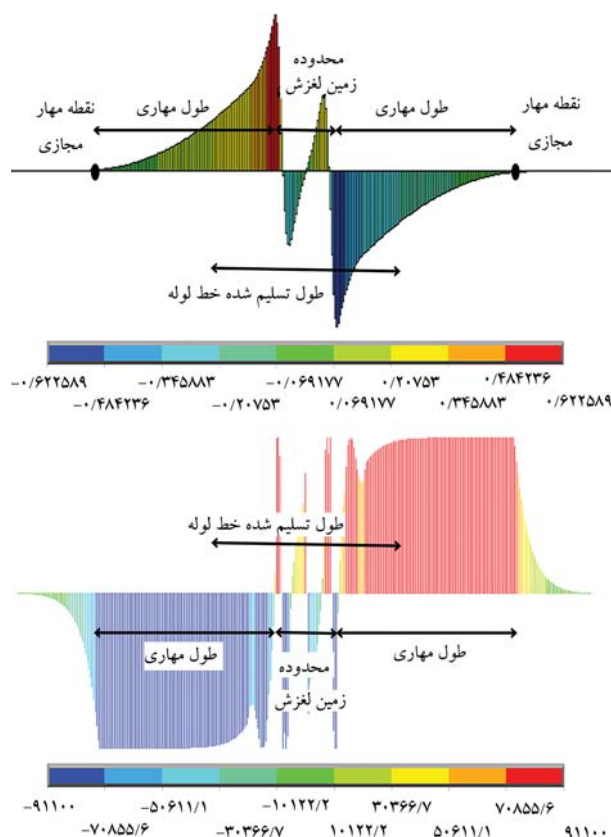 محدوده
زمین لغزش
نقطه مهار
مجازی
طول مهاری
طول مهاری
نقطه مهار
مجازی
طول تسلیم شده خط لوله
-۰/۶۲۲۵۸۹ -۰/۳۴۵۸۸۳ -۰/۰۶۹۱۷۷ ۰/۲۰۷۵۳ ۰/۴۸۴۲۳۶
-۰/۴۸۴۲۳۶ -۰/۲۰۷۵۳ ۰/۰۶۹۱۷۷ ۰/۳۴۵۸۸۳ ۰/۶۲۲۵۸۹
طول تسلیم شده خط لوله
طول مهاری
محدوده
زمین لغزش
طول مهاری
-۹۱۱۰۰ -۵۰۶۱۱/۱ -۱۰۱۲۲/۲ ۳۰۳۶۶/۷ ۷۰۸۵۵/۶
-۷۰۸۵۵/۶ -۳۰۳۶۶/۷ ۱۰۱۲۲/۲ ۵۰۶۱۱/۱ ۹۱۱۰۰